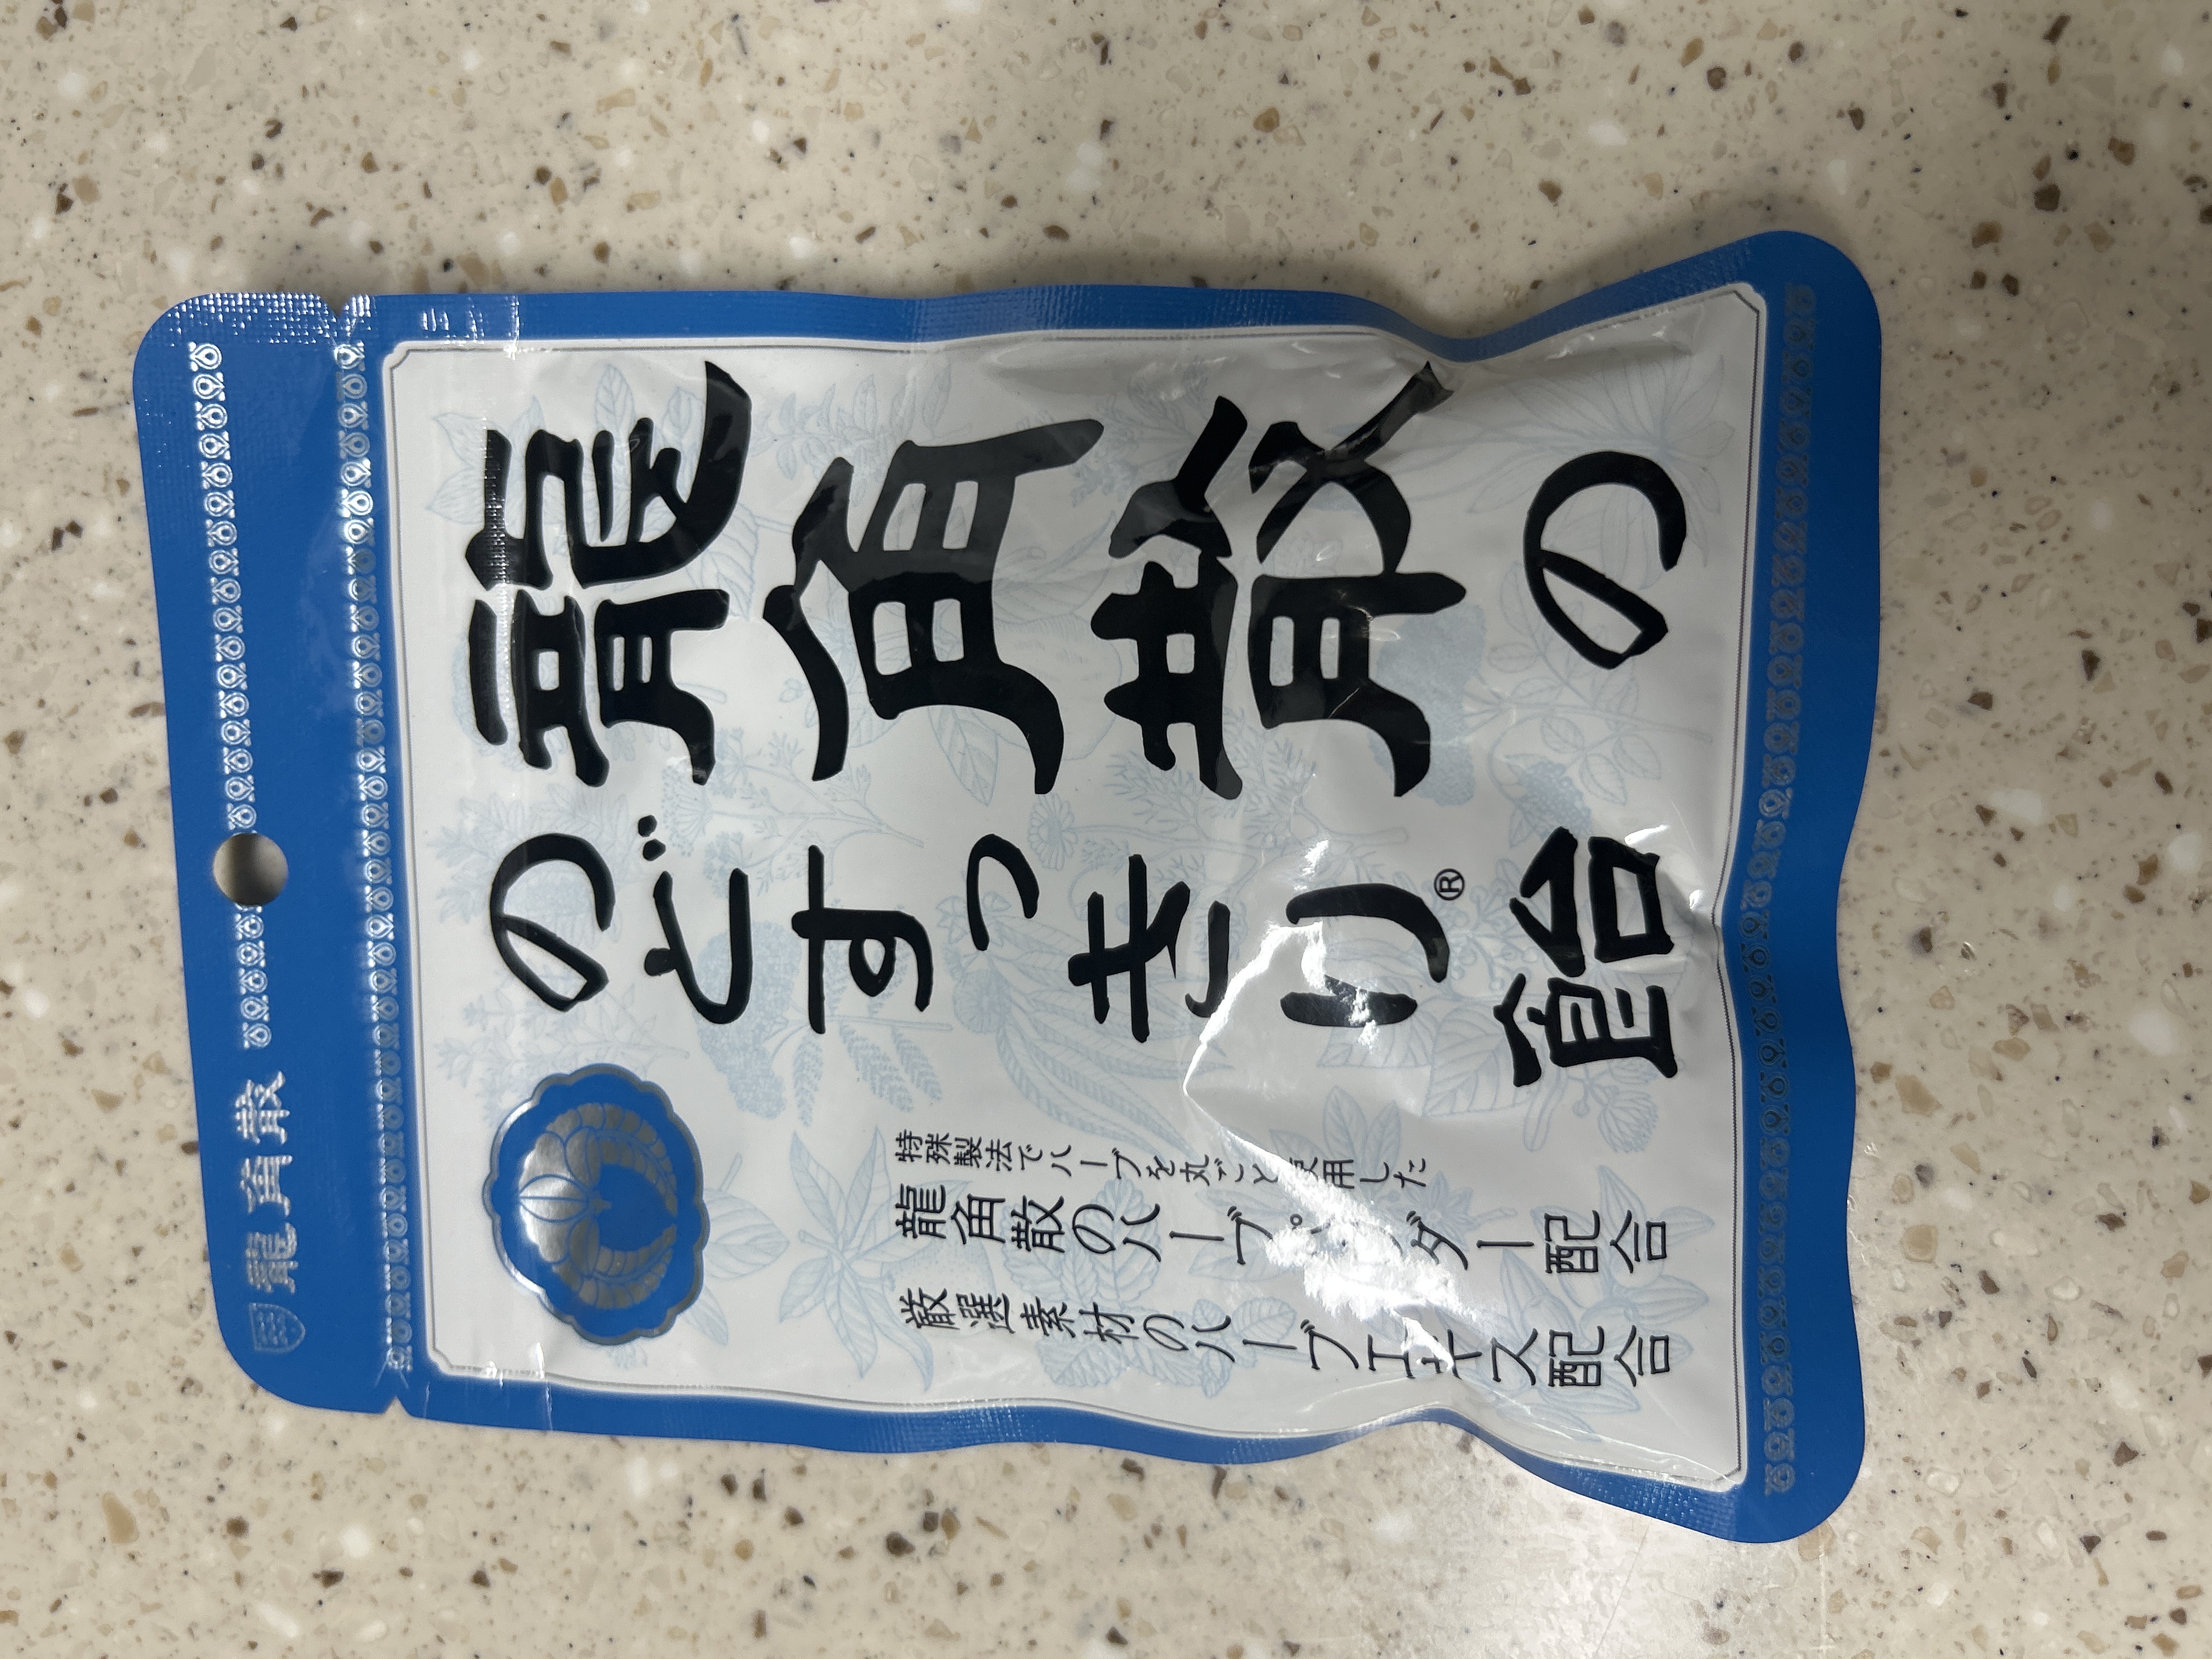 龍角散
龍角散の
のどすっきり®飴
特殊製法でハーブを丸ごと使用した
龍角散のハーブパウダー配合
厳選素材のハーブエキス配合